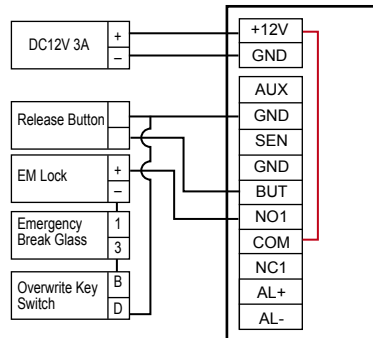 DC12V 3A
+
–
Release Button
EM Lock
+
–
Emergency
Break Glass
1
3
Overwrite Key
Switch
B
D
+12V
GND
AUX
GND
SEN
GND
BUT
NO1
COM
NC1
AL+
AL-